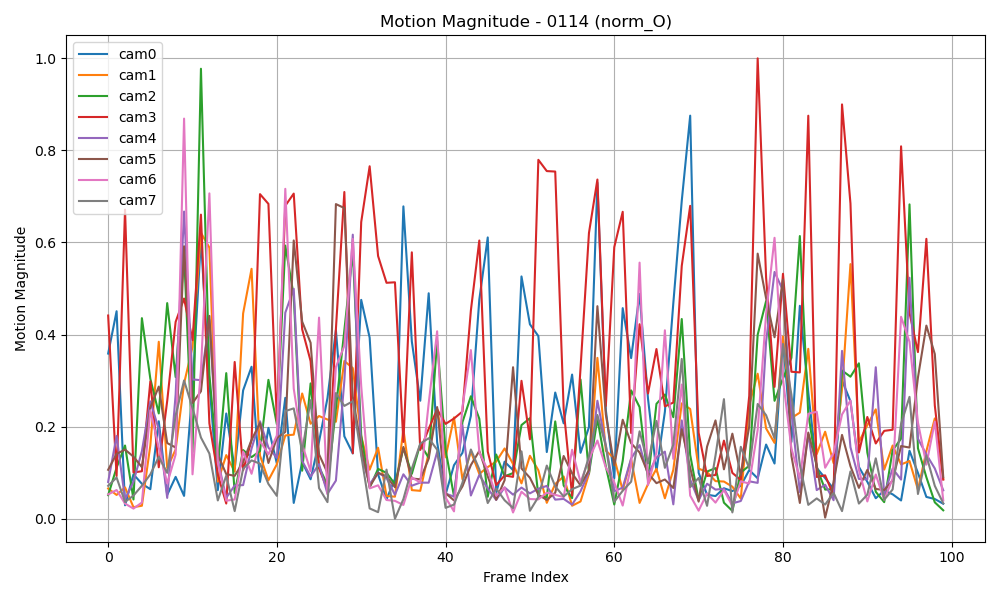 Motion Magnitude - 0114 (norm_O)
cam0
cam1
cam2
cam3
cam4
cam5
cam6
cam7
1.0
0.8
0.6
0.4
0.2
0.0
Motion Magnitude
0
20
40
60
80
100
Frame Index